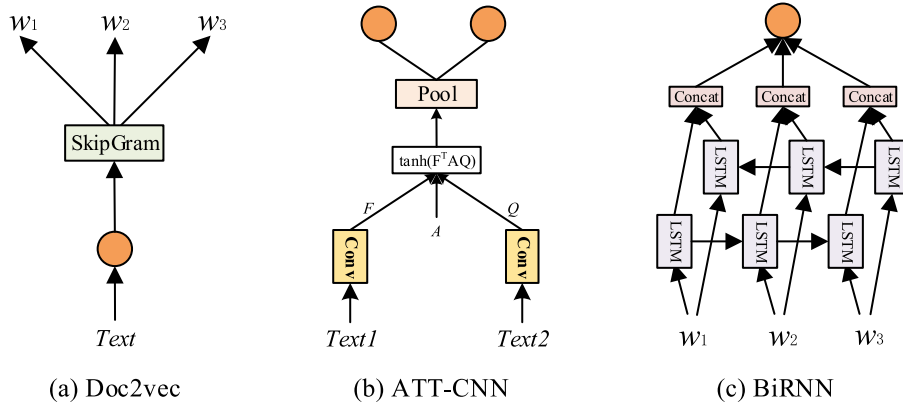 w1 w2 w3
SkipGram
Text
(a) Doc2vec
Pool
tanh(FᵀAQ)
F A Q
Conv Conv
Text1 Text2
(b) ATT-CNN
Concat Concat Concat
LSTM LSTM LSTM
LSTM LSTM LSTM
w1 w2 w3
(c) BiRNN